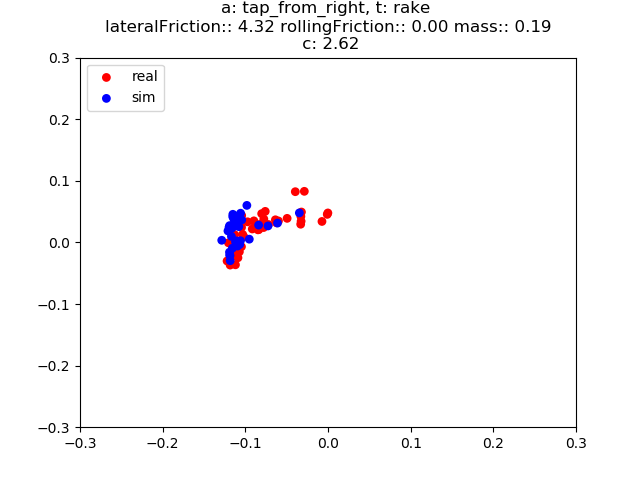 a: tap_from_right, t: rake
lateralFriction:: 4.32 rollingFriction:: 0.00 mass:: 0.19
c: 2.62
real
sim
0.3
0.2
0.1
0.0
−0.1
−0.2
−0.3
−0.3 −0.2 −0.1 0.0 0.1 0.2 0.3